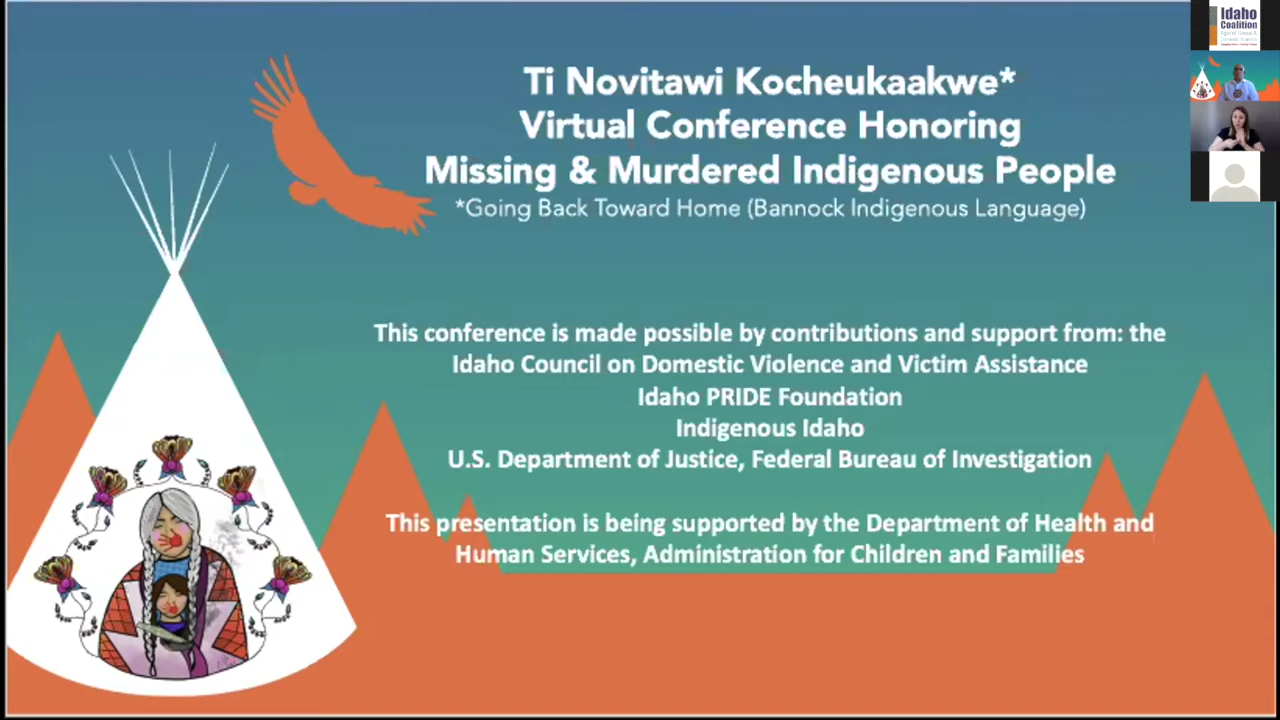 Ti Novitawi Kocheukaakwe*
Virtual Conference Honoring
Missing & Murdered Indigenous People
*Going Back Toward Home (Bannock Indigenous Language)
This conference is made possible by contributions and support from: the
Idaho Council on Domestic Violence and Victim Assistance
Idaho PRIDE Foundation
Indigenous Idaho
U.S. Department of Justice, Federal Bureau of Investigation
This presentation is being supported by the Department of Health and
Human Services, Administration for Children and Families
Idaho
Coalition